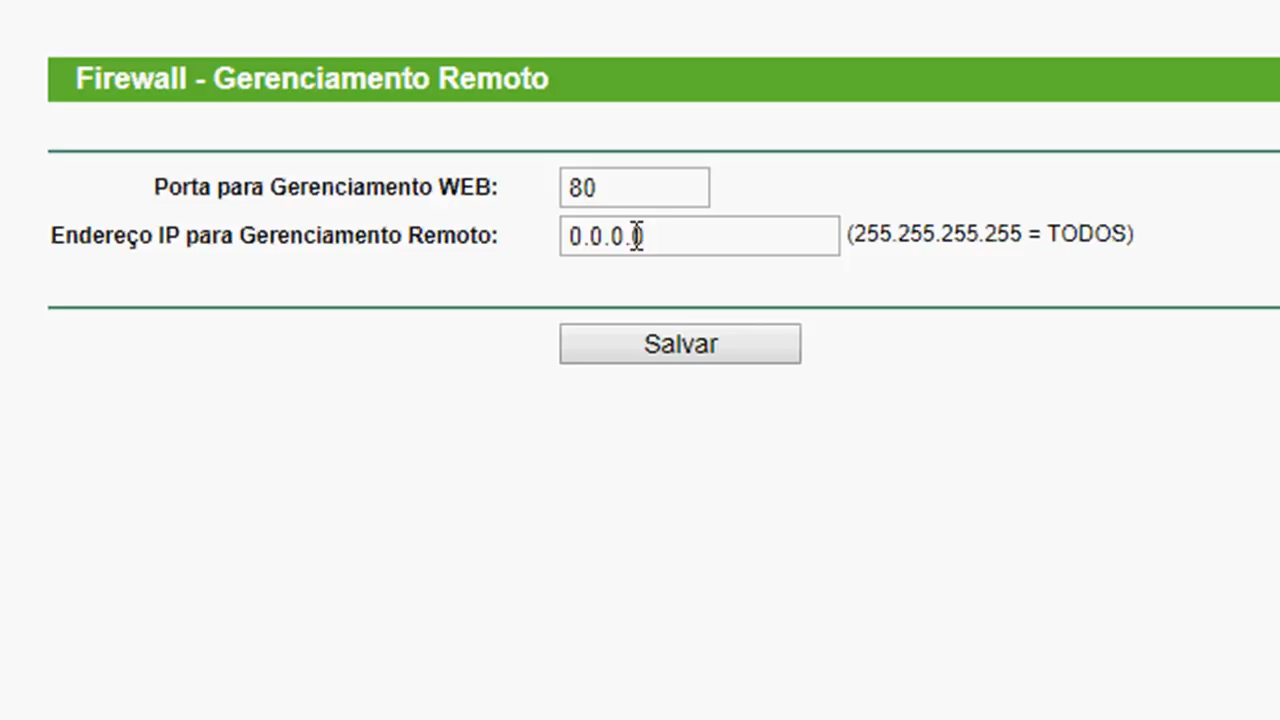 Firewall - Gerenciamento Remoto
Porta para Gerenciamento WEB: 80
Endereço IP para Gerenciamento Remoto: 0.0.0.0 (255.255.255.255 = TODOS)
Salvar